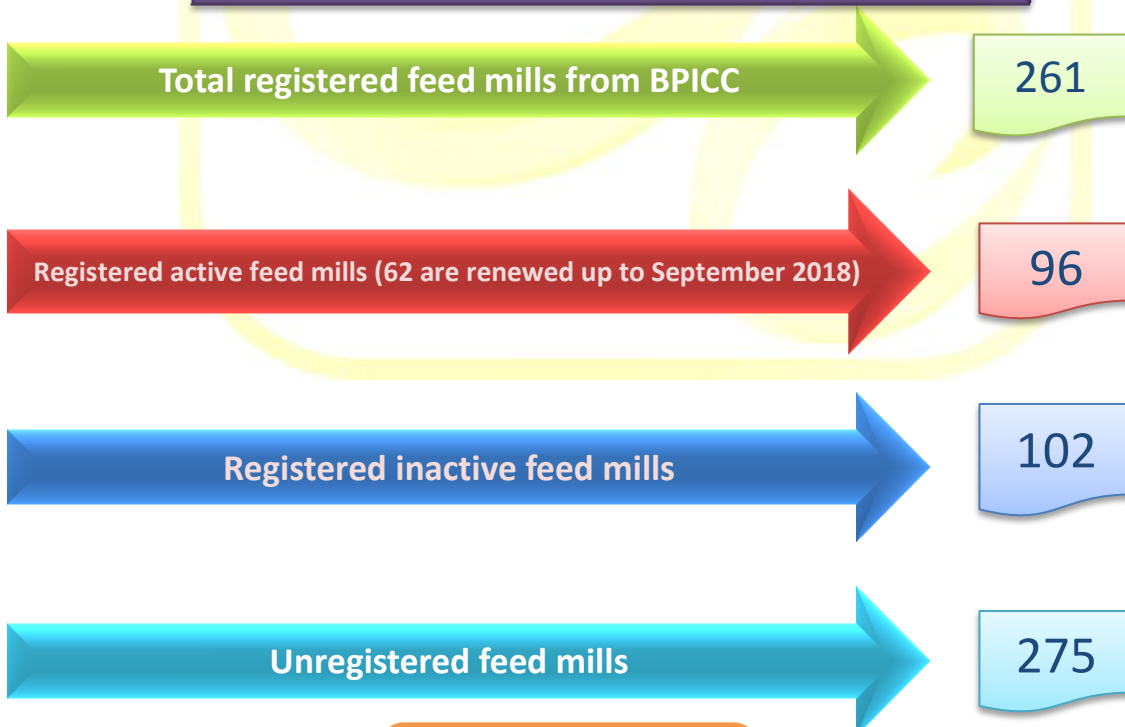 Total registered feed mills from BPICC
261
Registered active feed mills (62 are renewed up to September 2018)
96
Registered inactive feed mills
102
Unregistered feed mills
275